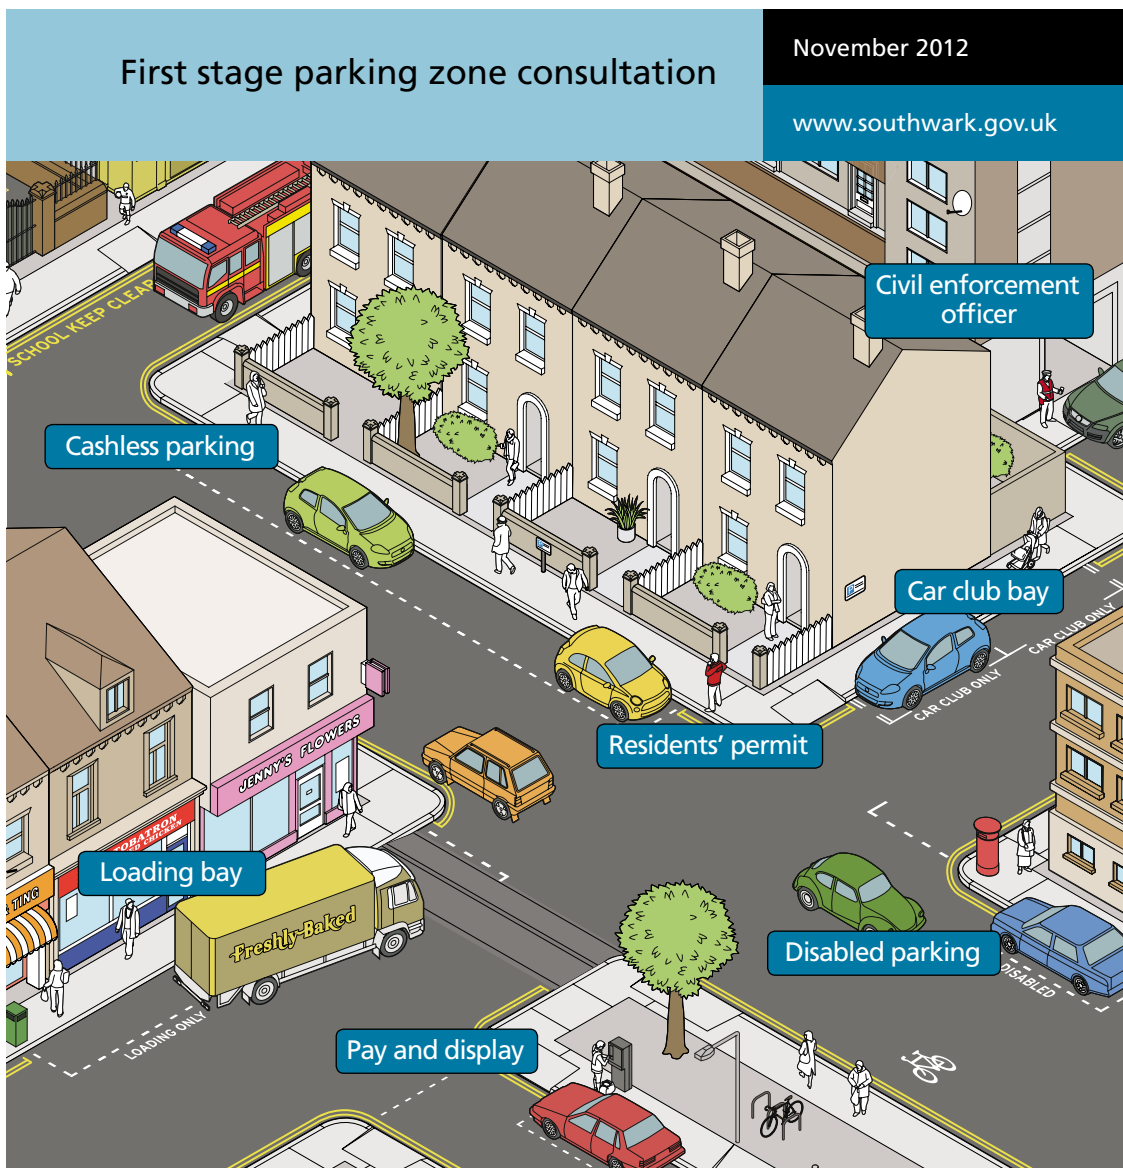 First stage parking zone consultation
November 2012
www.southwark.gov.uk
Civil enforcement
officer
SCHOOL KEEP CLEAR
Cashless parking
Car club bay
CAR CLUB ONLY
CAR CLUB ONLY
Residents’ permit
JENNY'S FLOWERS
CHICKEN
Loading bay
& TING
Freshly-Baked
Disabled parking
DISABLED
LOADING ONLY
Pay and display